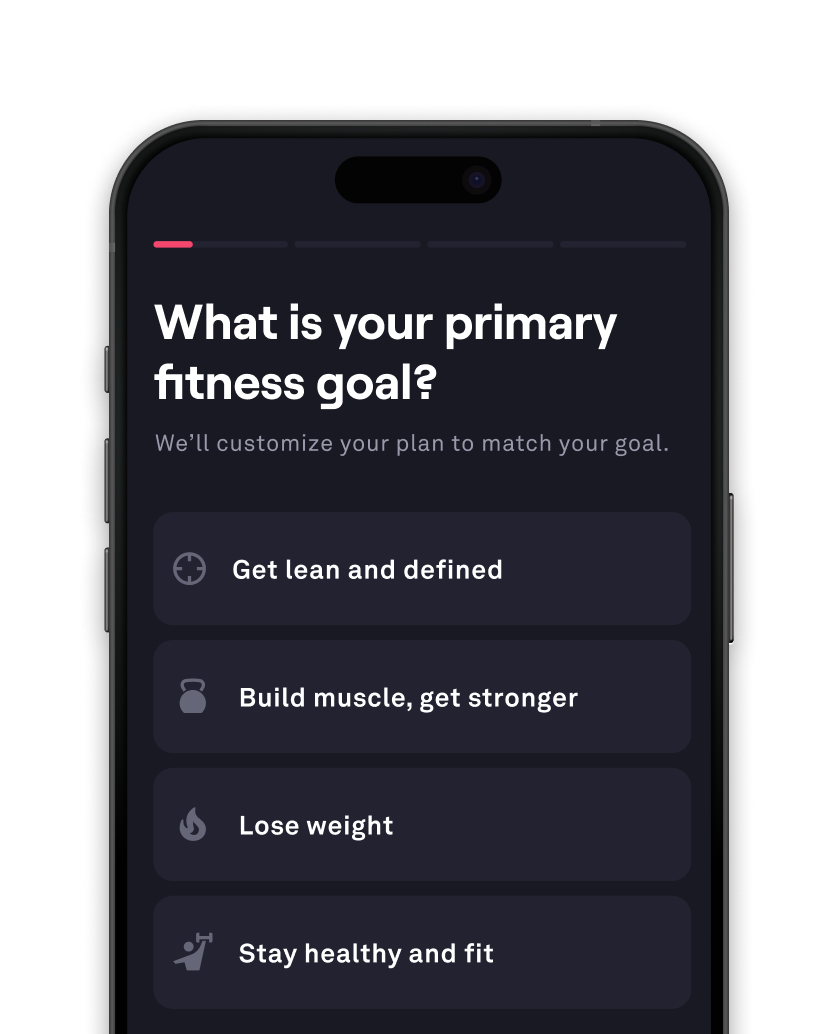 What is your primary
fitness goal?
We’ll customize your plan to match your goal.
Get lean and defined
Build muscle, get stronger
Lose weight
Stay healthy and fit